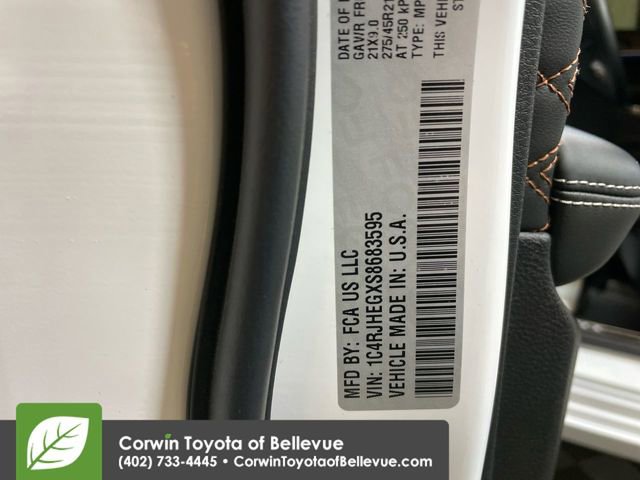 DATE OF
GAWR FR
21X9.0
275/45R21
AT 250 KP
TYPE: MP
THIS VEHI
MFD BY: FCA US LLC
VIN: 1C4RJHEGXS8683595
VEHICLE MADE IN: U.S.A.
Corwin Toyota of Bellevue
(402) 733-4445 - CorwinToyotaofBellevue.com